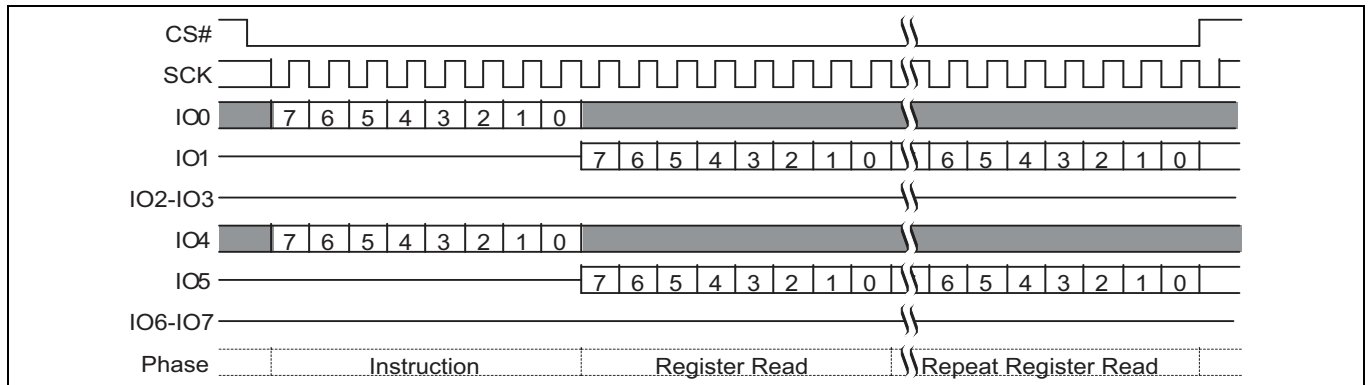 CS#
SCK
IO0 7 6 5 4 3 2 1 0
IO1 7 6 5 4 3 2 1 0 6 5 4 3 2 1 0
IO2-IO3
IO4 7 6 5 4 3 2 1 0
IO5 7 6 5 4 3 2 1 0 6 5 4 3 2 1 0
IO6-IO7
Phase Instruction Register Read Repeat Register Read